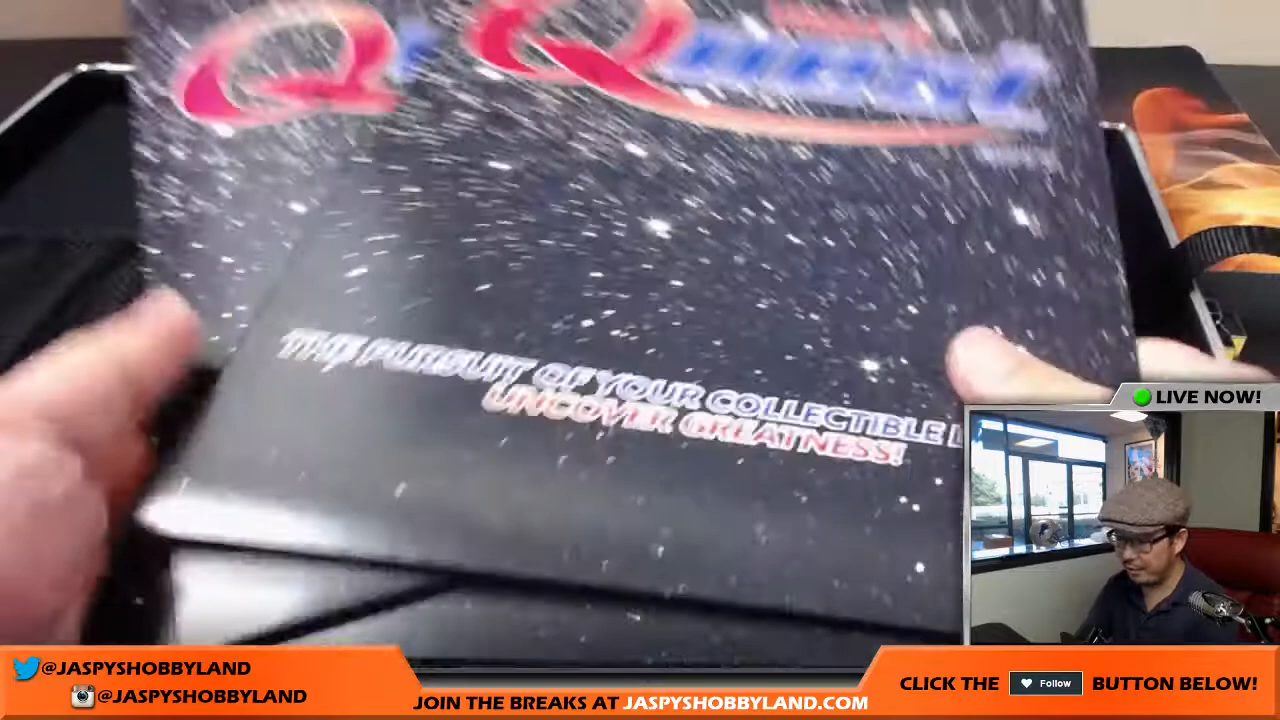 Quest
THE PURSUIT OF YOUR COLLECTIBLE
UNCOVER GREATNESS!
LIVE NOW!
@JASPYSHOBBYLAND
@JASPYSHOBBYLAND
JOIN THE BREAKS AT JASPYSHOBBYLAND.COM
CLICK THE Follow BUTTON BELOW!